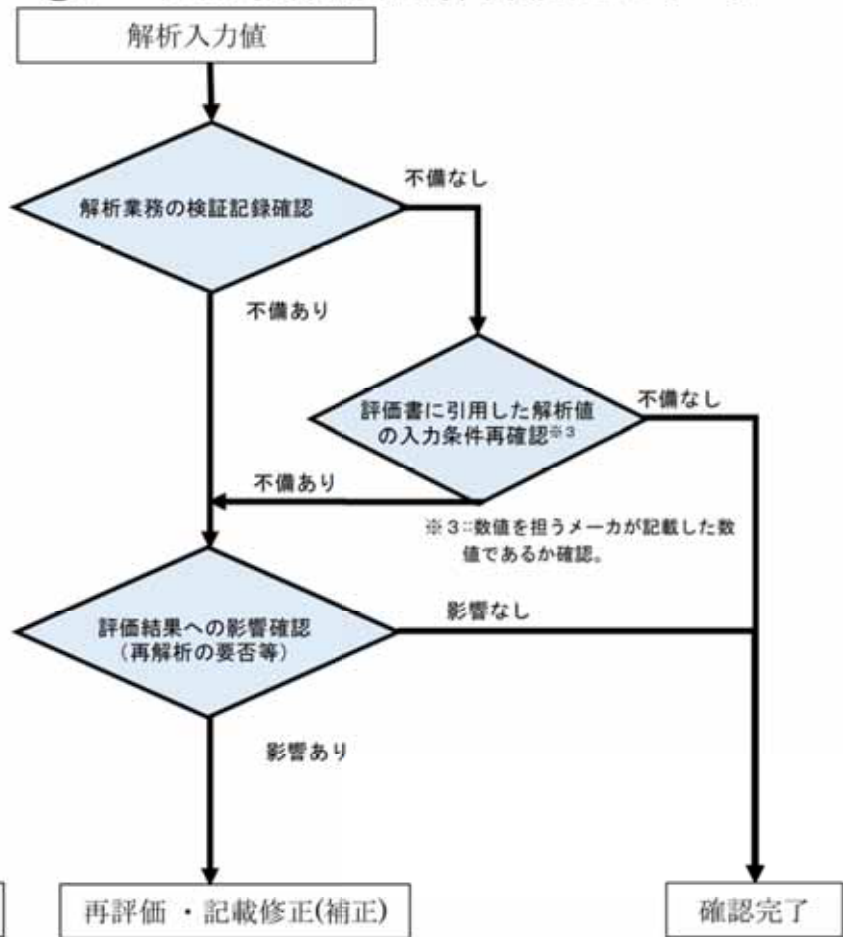 解析入力値
解析業務の検証記録確認
不備なし
不備あり
評価書に引用した解析値
の入力条件再確認※3
不備なし
不備あり
※3:数値を担うメーカが記載した数
値であるか確認。
評価結果への影響確認
(再解析の要否等)
影響なし
影響あり
再評価・記載修正(補正)
確認完了